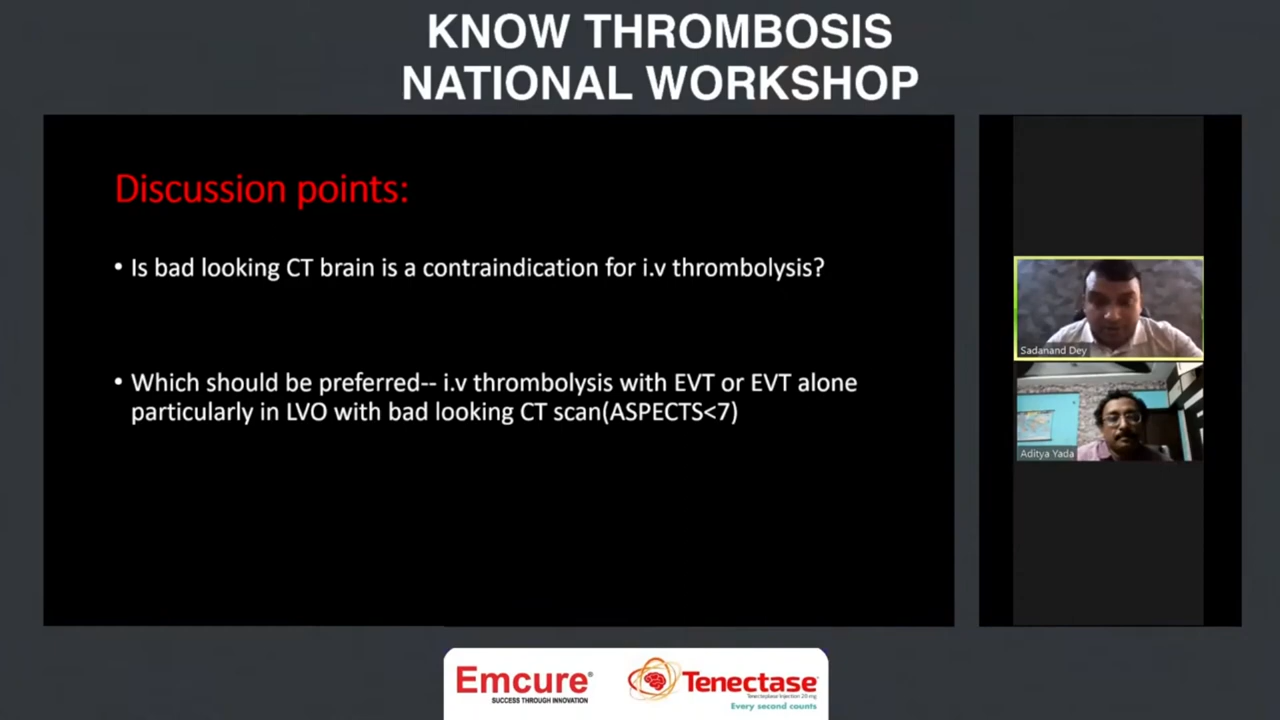 KNOW THROMBOSIS
NATIONAL WORKSHOP
Discussion points:
• Is bad looking CT brain is a contraindication for i.v thrombolysis?
• Which should be preferred-- i.v thrombolysis with EVT or EVT alone
particularly in LVO with bad looking CT scan(ASPECTS<7)
Sadanand Dey
Aditya Yada
Emcure®
SUCCESS THROUGH INNOVATION
Tenectase
Tenecteplase Injection 20 mg
Every second counts